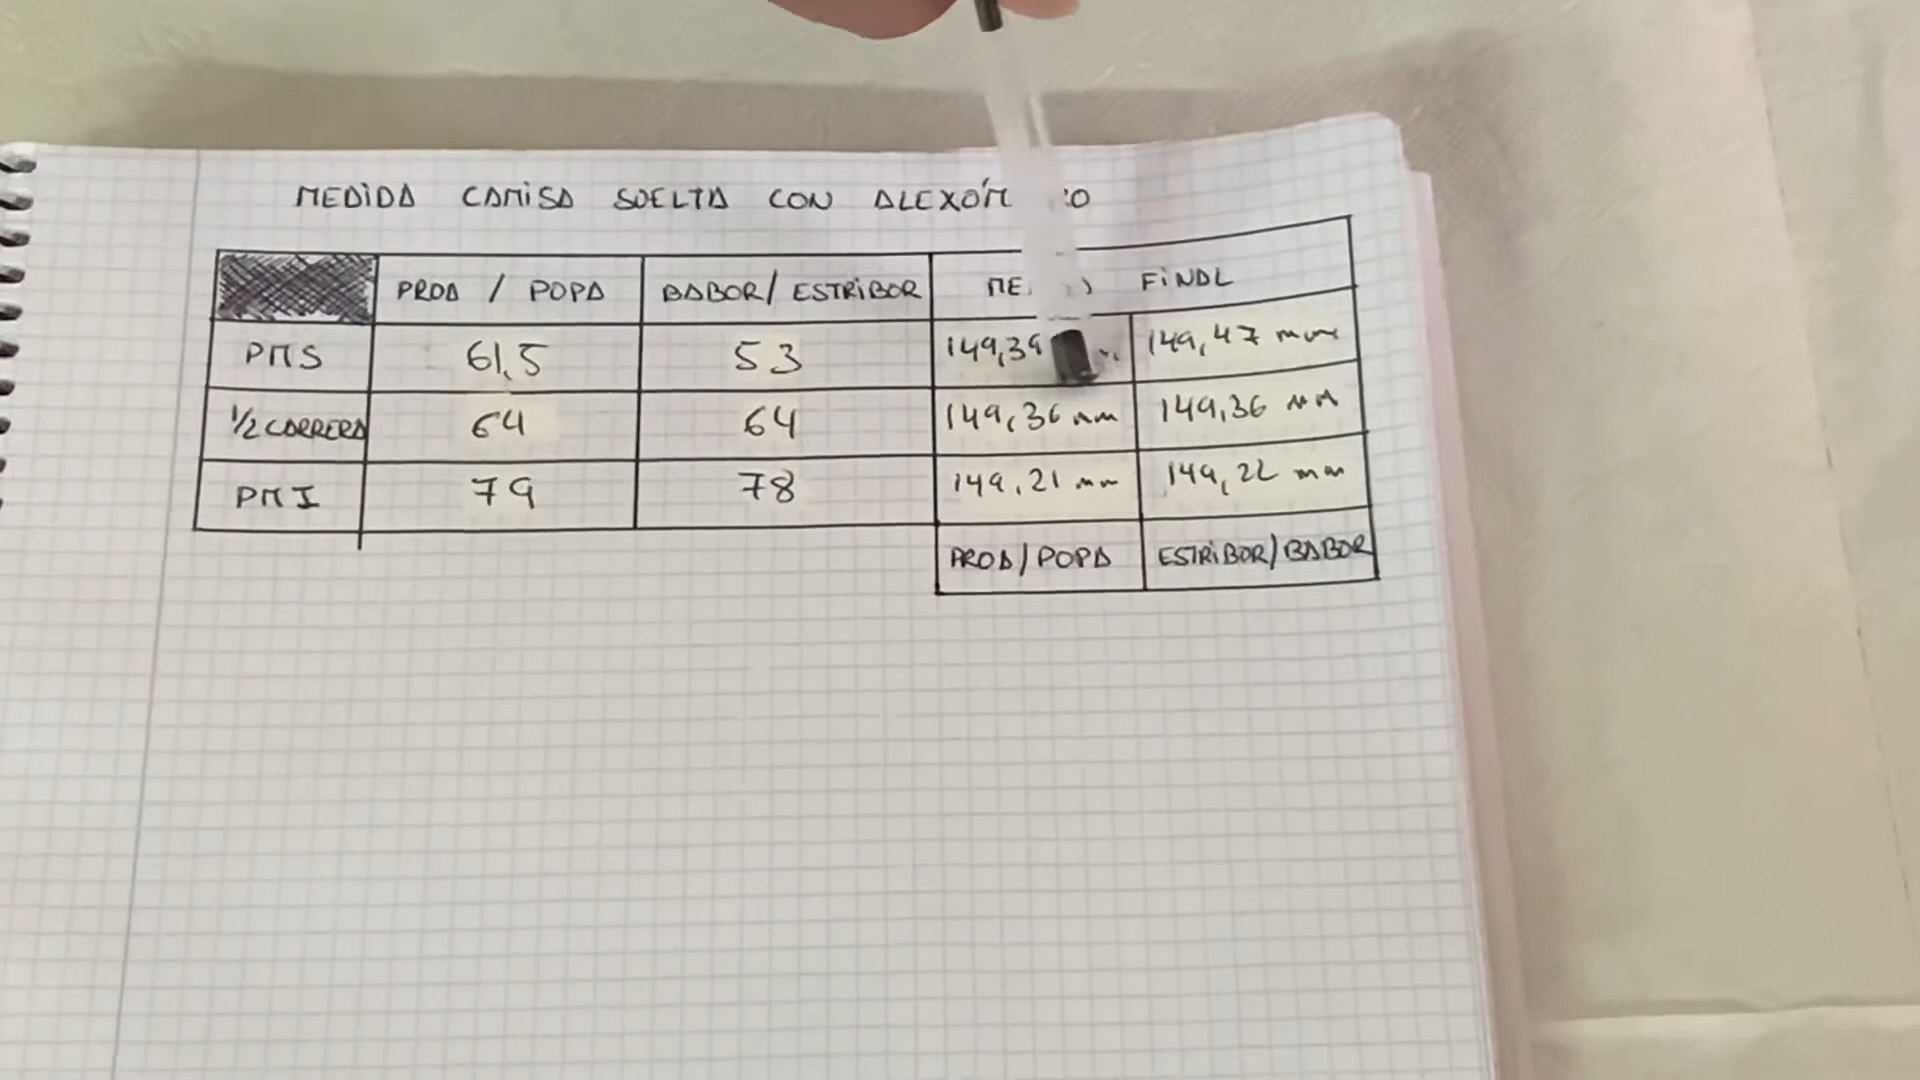 MEDIDA CAMISA SUELTA CON
PROA / POPA BABOR/ESTRIBOR FINAL
PMS 61,5 53 149,47 mm
1/2 CARRERA 64 64 149,36 mm 149,36 mm
PMI 79 78 149,21 mm 149,22 mm
PROA/POPA ESTRIBOR/BABOR